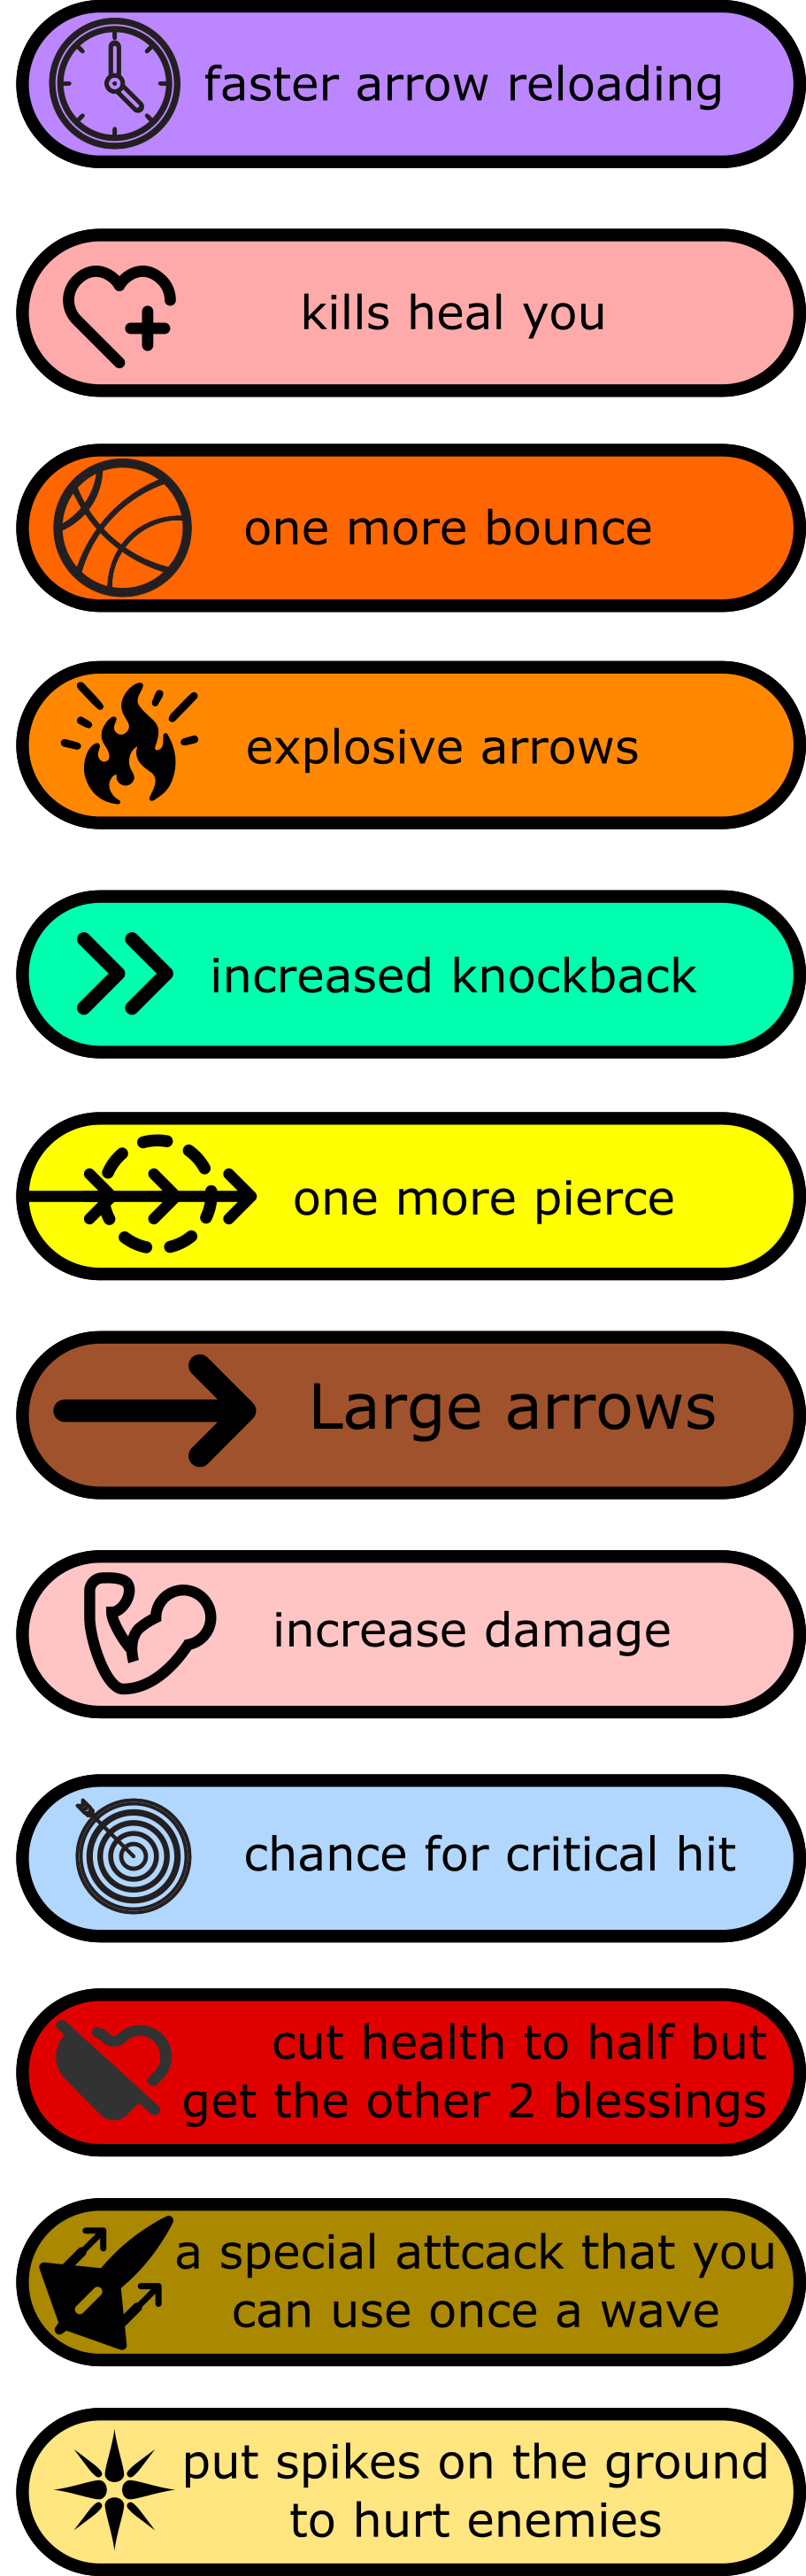 faster arrow reloading
kills heal you
one more bounce
explosive arrows
increased knockback
one more pierce
Large arrows
increase damage
chance for critical hit
cut health to half but
get the other 2 blessings
a special attcack that you
can use once a wave
put spikes on the ground
to hurt enemies